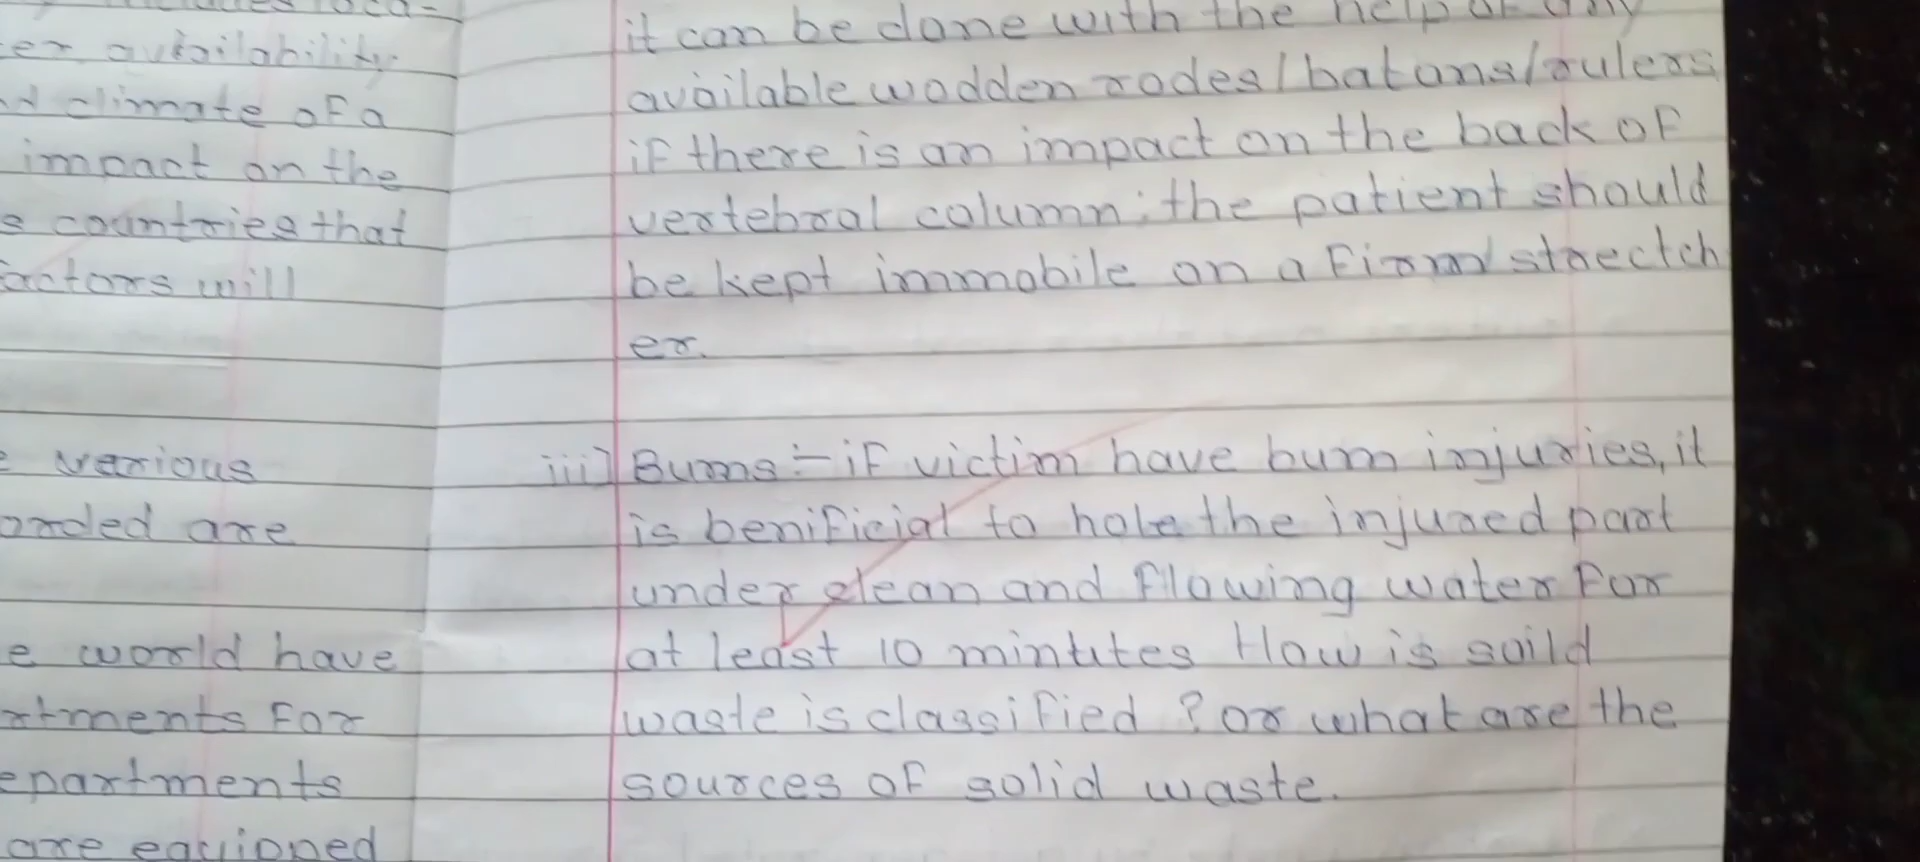 er availability
climate of a
impact on the
countries that
actors will
verious
orded are
e world have
rtments For
epartments
are equipped
it can be done with the help of any
available wodden rodes/batons/rulers
if there is an impact on the back of
vertebral column; the patient should
be kept immobile on a Firm streectch
er.
iii] Burns :- if victim have burn injuries, it
is benificial to hole the injured part
under clean and Flowing water For
at least 10 mintites How is soild
waste is classified ? or what are the
sources of solid waste.